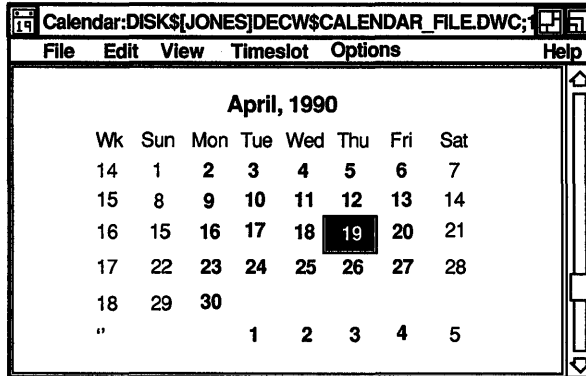 Calendar:DISK$[JONES]DECW$CALENDAR_FILE.DWC;1
File Edit View Timeslot Options Help
April, 1990
Wk Sun Mon Tue Wed Thu Fri Sat
14 1 2 3 4 5 6 7
15 8 9 10 11 12 13 14
16 15 16 17 18 19 20 21
17 22 23 24 25 26 27 28
18 29 30
“ 1 2 3 4 5